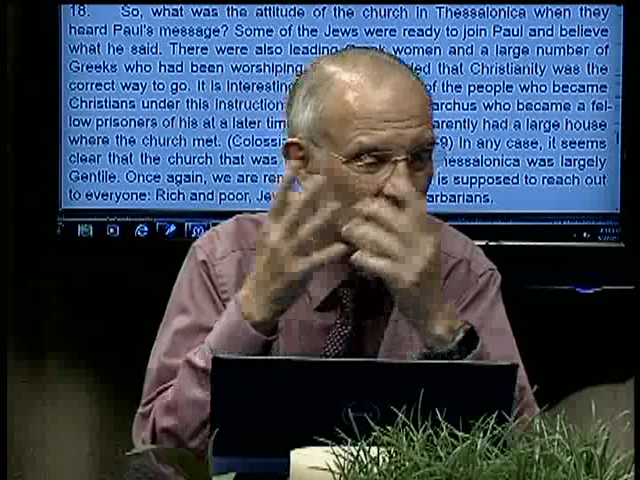 18. So, what was the attitude of the church in Thessalonica when they
heard Paul's message? Some of the Jews were ready to join Paul and believe
what he said. There were also leading Greek women and a large number of
Greeks who had been worshiping ded that Christianity was the
correct way to go. It is interesting of the people who became
Christians under this instruction archus who became a fel-
low prisoners of his at a later time arently had a large house
where the church met. (Colossi 9) In any case, it seems
clear that the church that was hessalonica was largely
Gentile. Once again, we are rem is supposed to reach out
to everyone: Rich and poor, Jew arbarians.